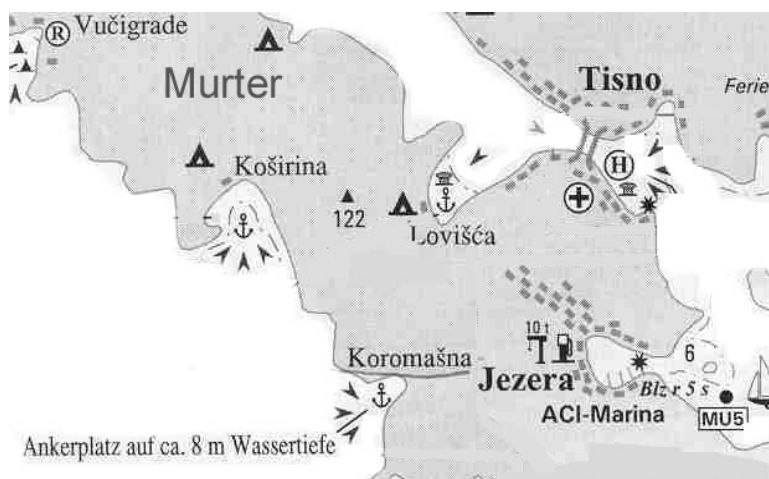 Vučigrade
R
Murter
Tisno
Ferie
Koširina
H
122
Lovišća
10 t
6
Koromašna
Jezera
Blz r 5 s
ACI-Marina
MU5
Ankerplatz auf ca. 8 m Wassertiefe